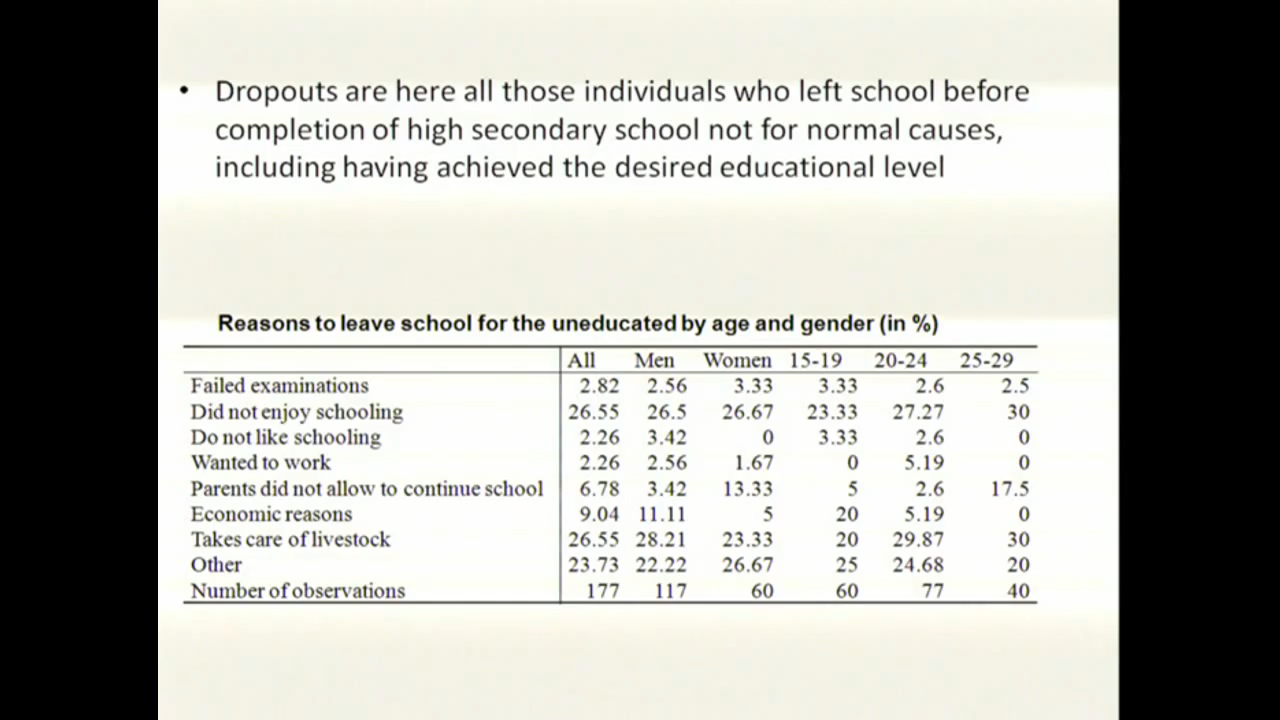 • Dropouts are here all those individuals who left school before
completion of high secondary school not for normal causes,
including having achieved the desired educational level
Reasons to leave school for the uneducated by age and gender (in %)
All Men Women 15-19 20-24 25-29
Failed examinations 2.82 2.56 3.33 3.33 2.6 2.5
Did not enjoy schooling 26.55 26.5 26.67 23.33 27.27 30
Do not like schooling 2.26 3.42 0 3.33 2.6 0
Wanted to work 2.26 2.56 1.67 0 5.19 0
Parents did not allow to continue school 6.78 3.42 13.33 5 2.6 17.5
Economic reasons 9.04 11.11 5 20 5.19 0
Takes care of livestock 26.55 28.21 23.33 20 29.87 30
Other 23.73 22.22 26.67 25 24.68 20
Number of observations 177 117 60 60 77 40